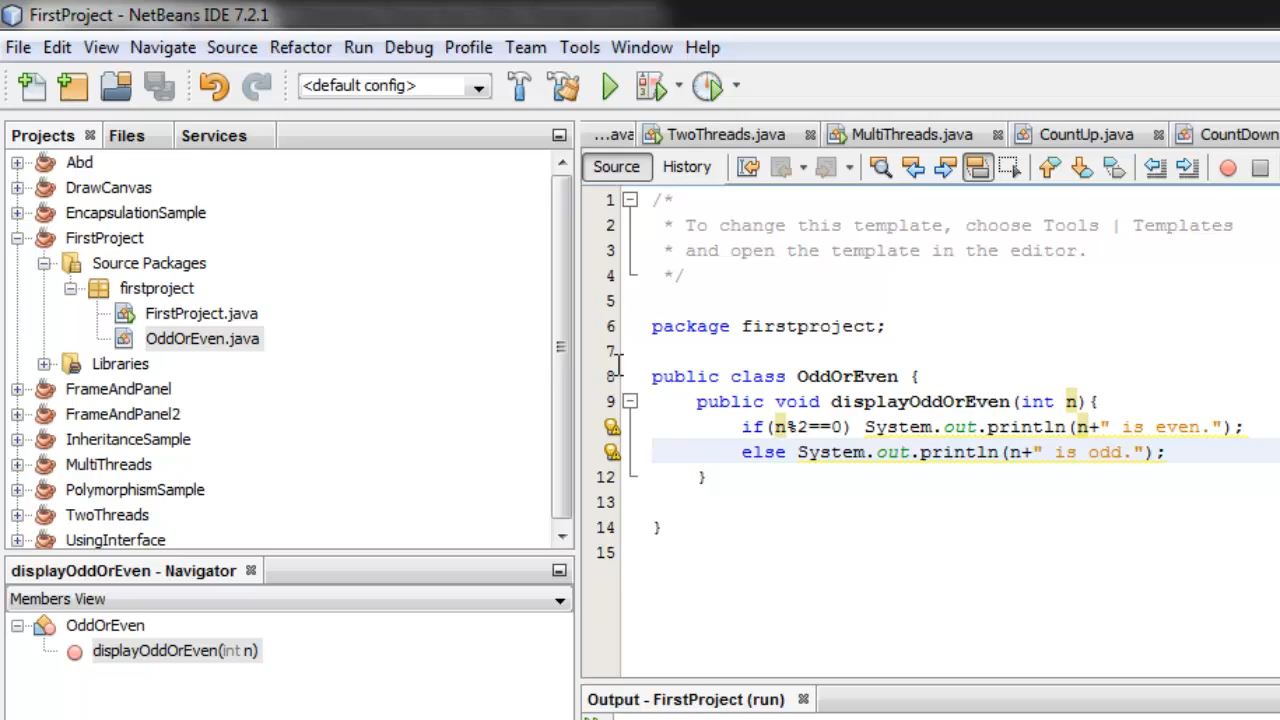 FirstProject - NetBeans IDE 7.2.1
File Edit View Navigate Source Refactor Run Debug Profile Team Tools Window Help
<default config>
Projects Files Services
Abd
DrawCanvas
EncapsulationSample
FirstProject
Source Packages
firstproject
FirstProject.java
OddOrEven.java
Libraries
FrameAndPanel
FrameAndPanel2
InheritanceSample
MultiThreads
PolymorphismSample
TwoThreads
UsingInterface
displayOddOrEven - Navigator
Members View
OddOrEven
displayOddOrEven(int n)
...ava TwoThreads.java MultiThreads.java CountUp.java CountDown
Source History
1 /*
2 * To change this template, choose Tools | Templates
3 * and open the template in the editor.
4 */
5
6 package firstproject;
7
8 public class OddOrEven {
9 public void displayOddOrEven(int n){
if(n%2==0) System.out.println(n+" is even.");
else System.out.println(n+" is odd.");
12 }
13
14 }
15
Output - FirstProject (run)